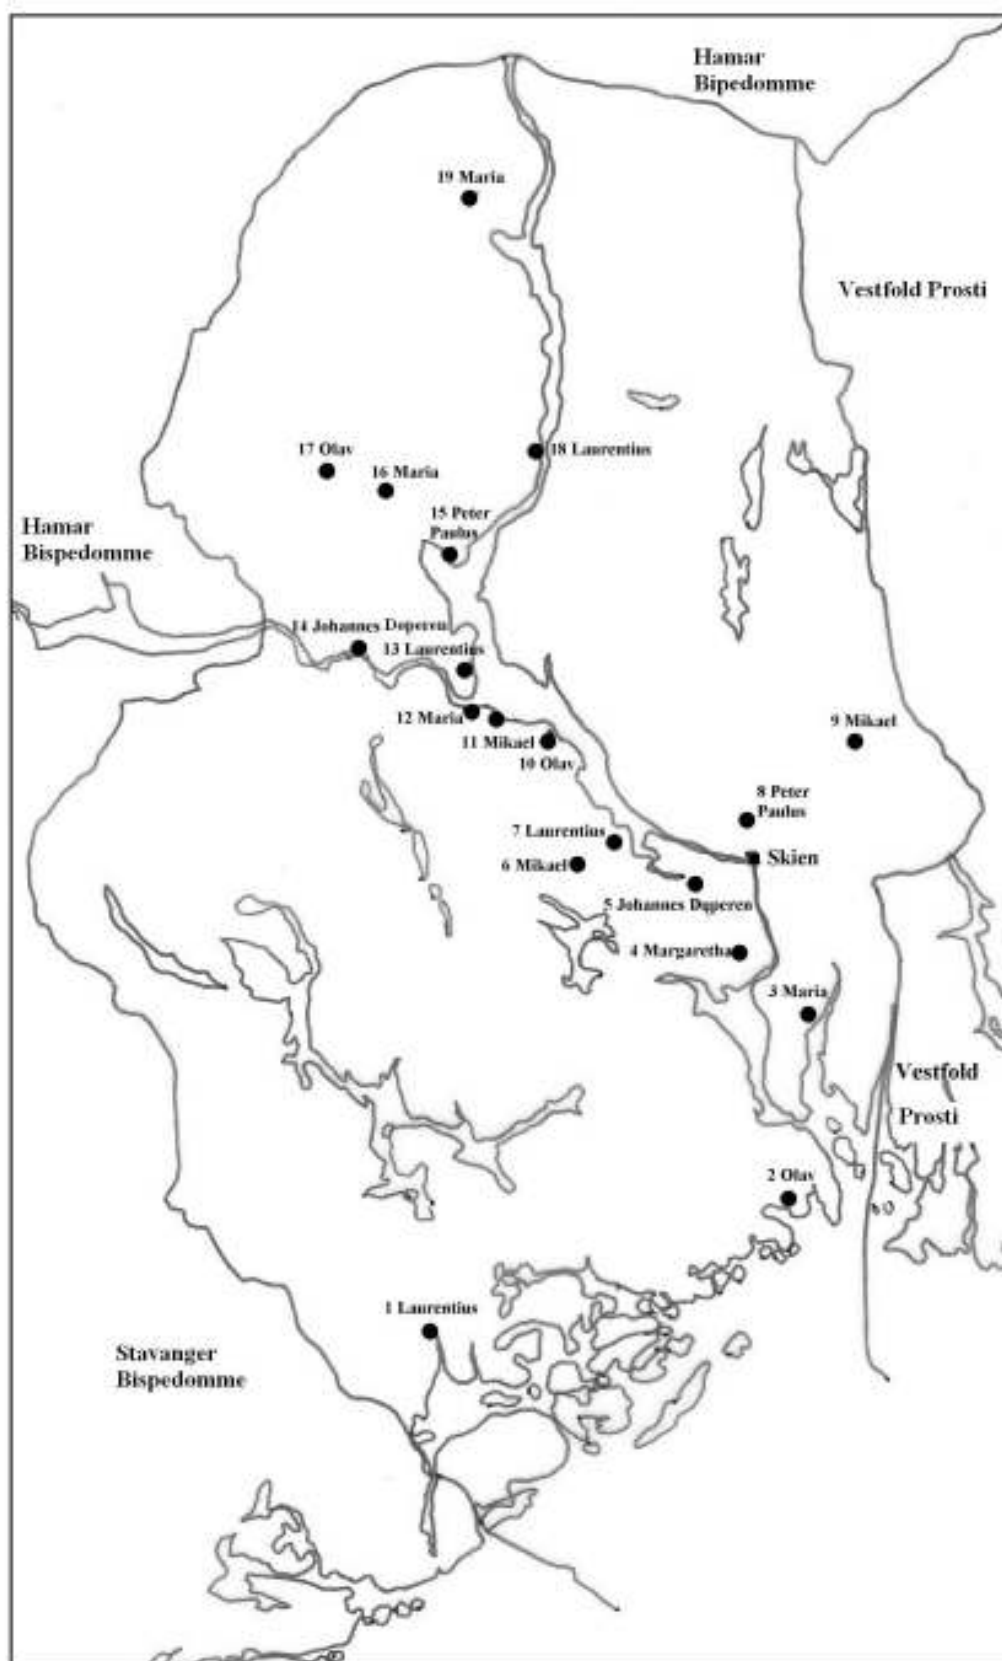 Hamar
Bipedomme
19 Maria
Vestfold Prosti
17 Olav
18 Laurentius
16 Maria
15 Peter
Paulus
Hamar
Bispedomme
14 Johannes Døperen
13 Laurentius
12 Maria
9 Mikael
11 Mikael
10 Olav
8 Peter
Paulus
7 Laurentius
Skien
6 Mikael
5 Johannes Døperen
4 Margaretha
3 Maria
Vestfold
Prosti
2 Olav
1 Laurentius
Stavanger
Bispedomme